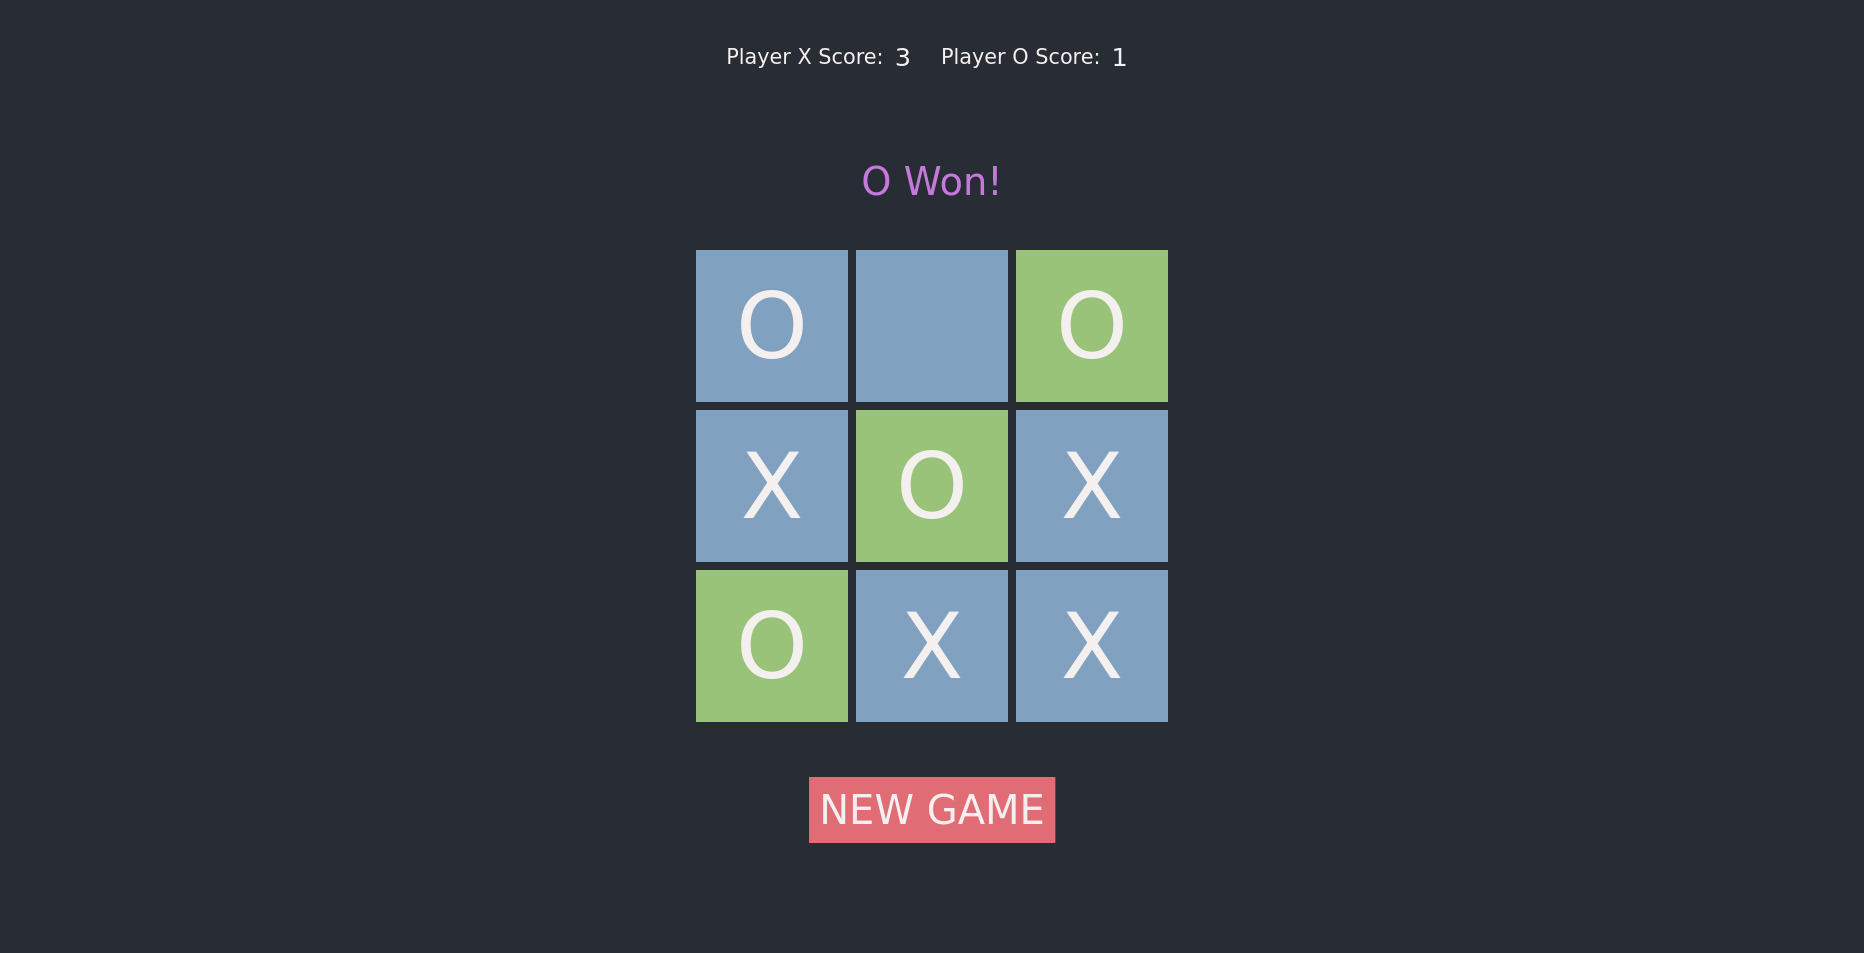 Player X Score: 3 Player O Score: 1
O Won!
O O
X O X
O X X
NEW GAME